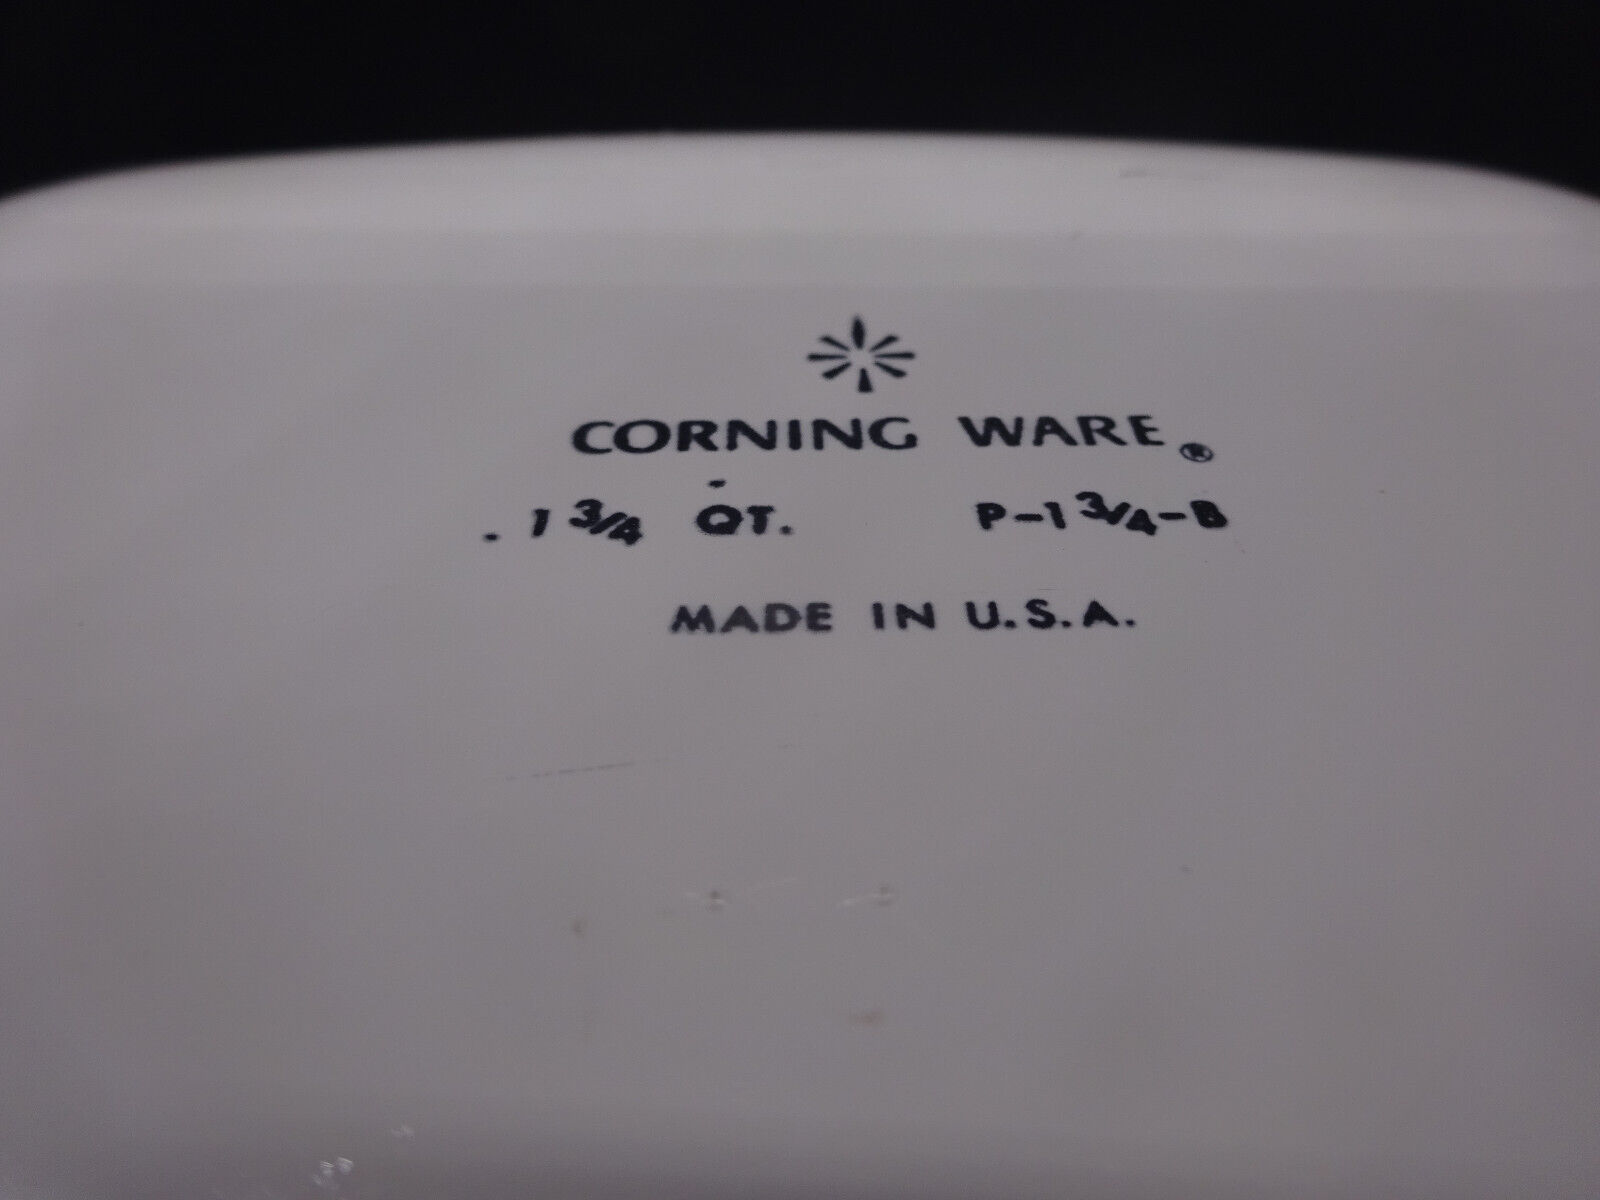 CORNING WARE ®
1 3/4 QT. P-1 3/4-B
MADE IN U.S.A.